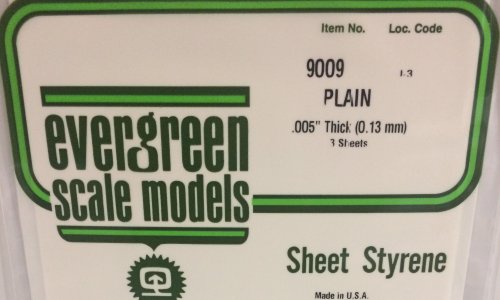 Item No. Loc. Code
9009 L3
PLAIN
.005" Thick (0.13 mm)
3 Sheets
evergreen
scale models
Sheet Styrene
Made in U.S.A.